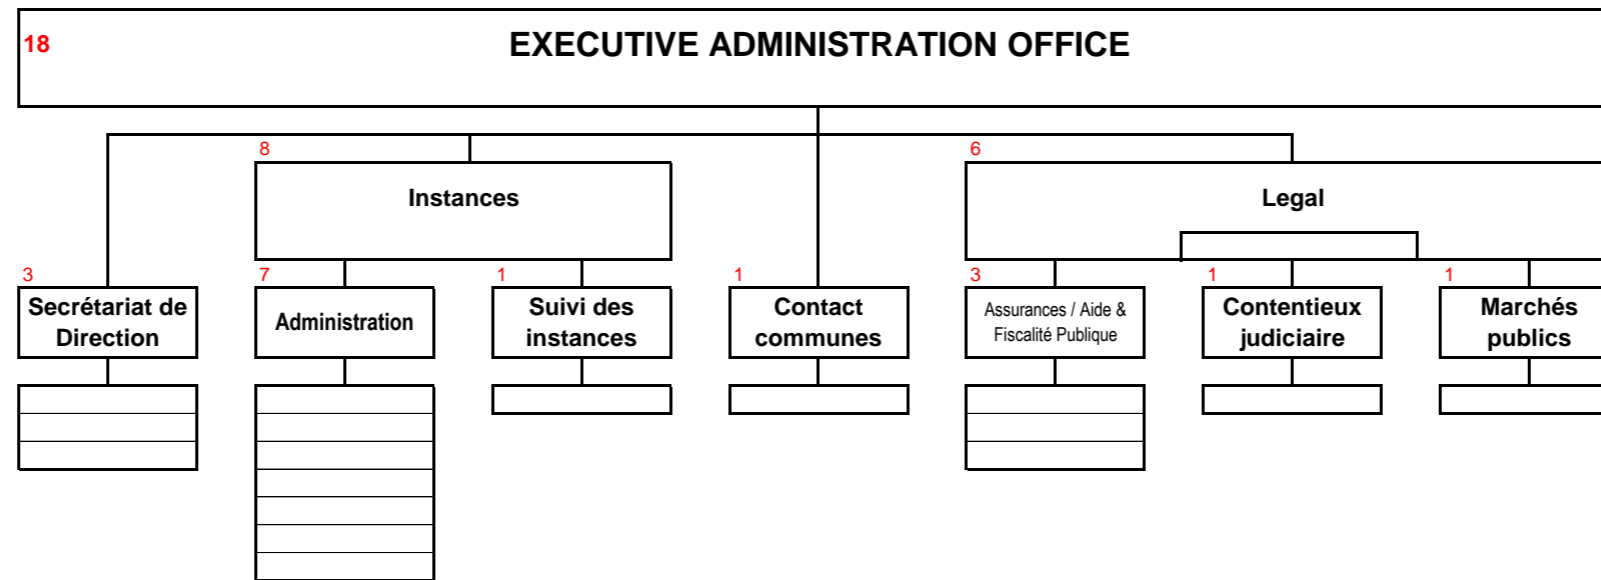 18
EXECUTIVE ADMINISTRATION OFFICE
8
6
Instances
Legal
3
7
1
1
3
1
1
Secrétariat de
Direction
Administration
Suivi des
instances
Contact
communes
Assurances / Aide &
Fiscalité Publique
Contentieux
judiciaire
Marchés
publics